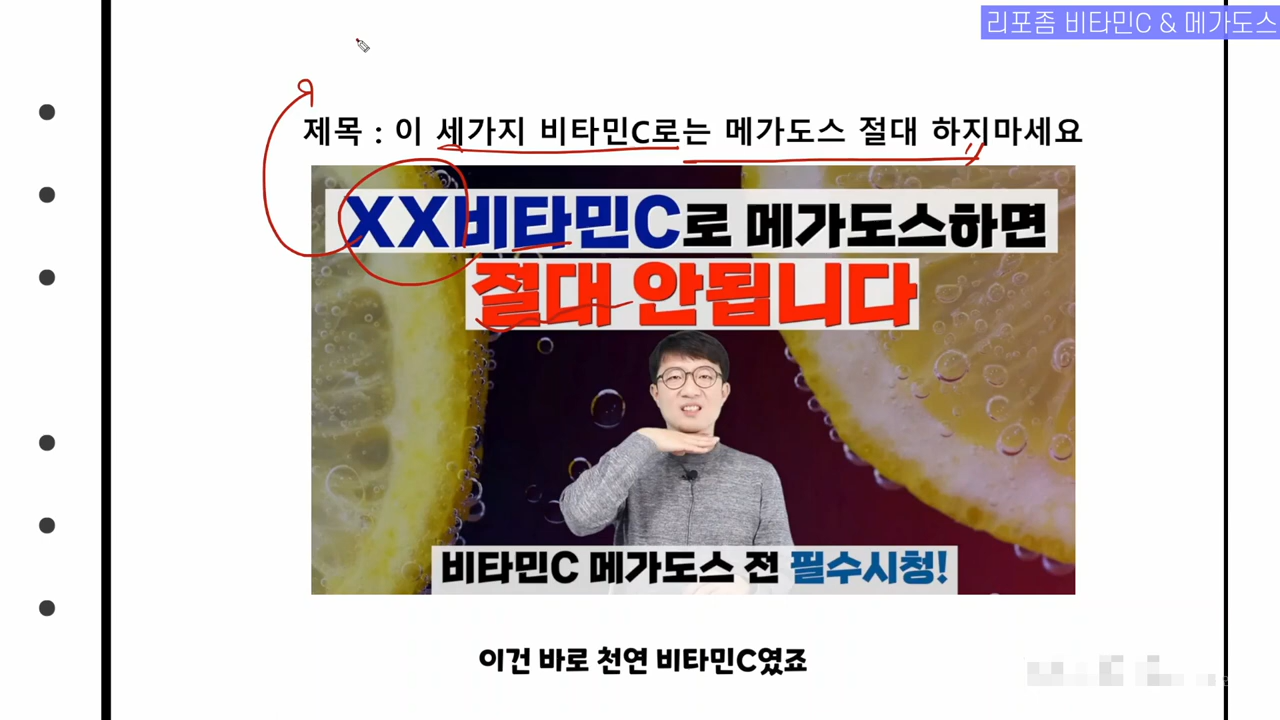 리포좀 비타민C & 메가도스
제목 : 이 세가지 비타민C로는 메가도스 절대 하지마세요
XX비타민C로 메가도스하면
절대 안됩니다
비타민C 메가도스 전 필수시청!
이건 바로 천연 비타민C였죠